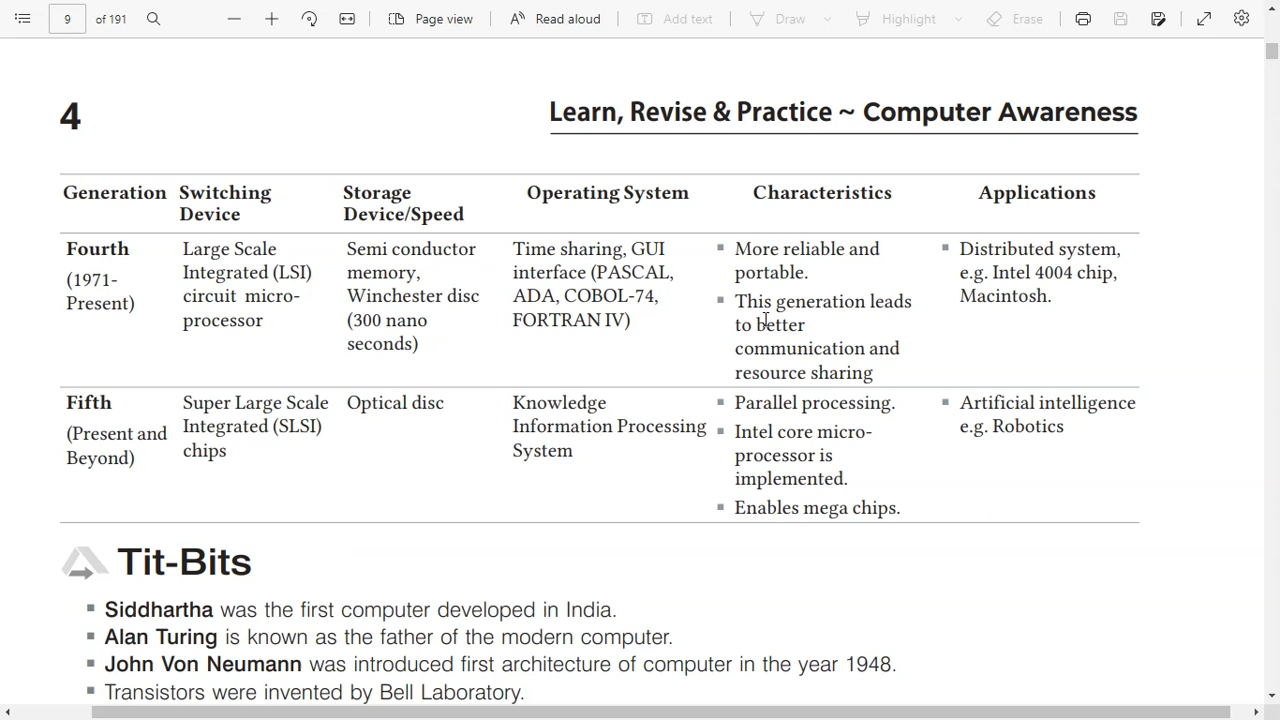 9 of 191 Page view Read aloud Add text Draw Highlight Erase
4 Learn, Revise & Practice ~ Computer Awareness
Generation Switching Device Storage Device/Speed Operating System Characteristics Applications
Fourth
(1971-
Present)
Large Scale
Integrated (LSI)
circuit micro-
processor
Semi conductor
memory,
Winchester disc
(300 nano
seconds)
Time sharing, GUI
interface (PASCAL,
ADA, COBOL-74,
FORTRAN IV)
▪ More reliable and
portable.
▪ This generation leads
to better
communication and
resource sharing
▪ Distributed system,
e.g. Intel 4004 chip,
Macintosh.
Fifth
(Present and
Beyond)
Super Large Scale
Integrated (SLSI)
chips
Optical disc
Knowledge
Information Processing
System
▪ Parallel processing.
▪ Intel core micro-
processor is
implemented.
▪ Enables mega chips.
▪ Artificial intelligence
e.g. Robotics
Tit-Bits
▪ Siddhartha was the first computer developed in India.
▪ Alan Turing is known as the father of the modern computer.
▪ John Von Neumann was introduced first architecture of computer in the year 1948.
▪ Transistors were invented by Bell Laboratory.